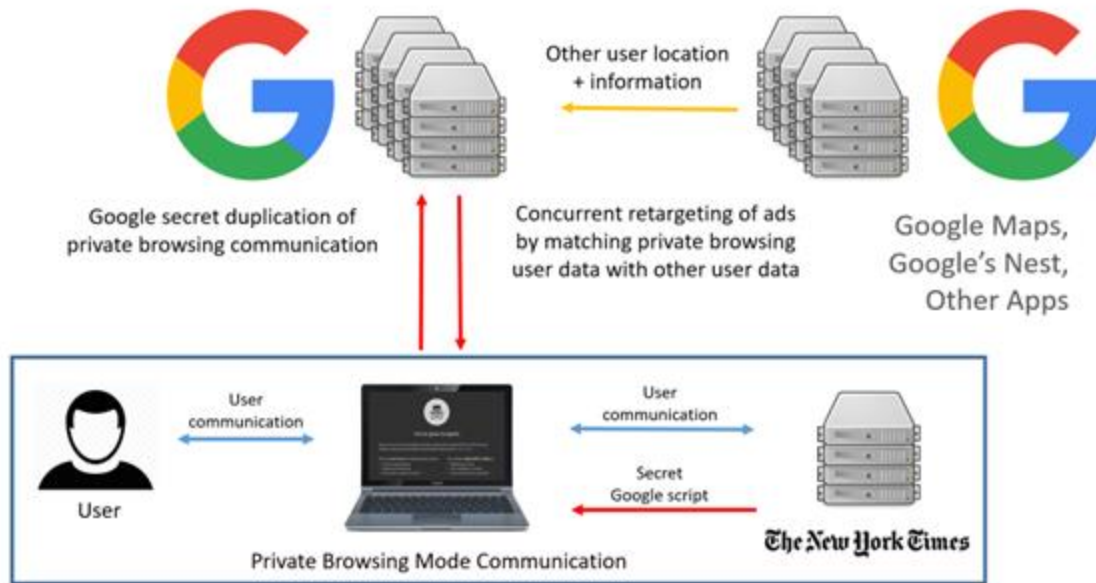 Other user location
+ information
Google secret duplication of
private browsing communication
Concurrent retargeting of ads
by matching private browsing
user data with other user data
Google Maps,
Google's Nest,
Other Apps
User
communication
User
communication
Secret
Google script
User
The New York Times
Private Browsing Mode Communication